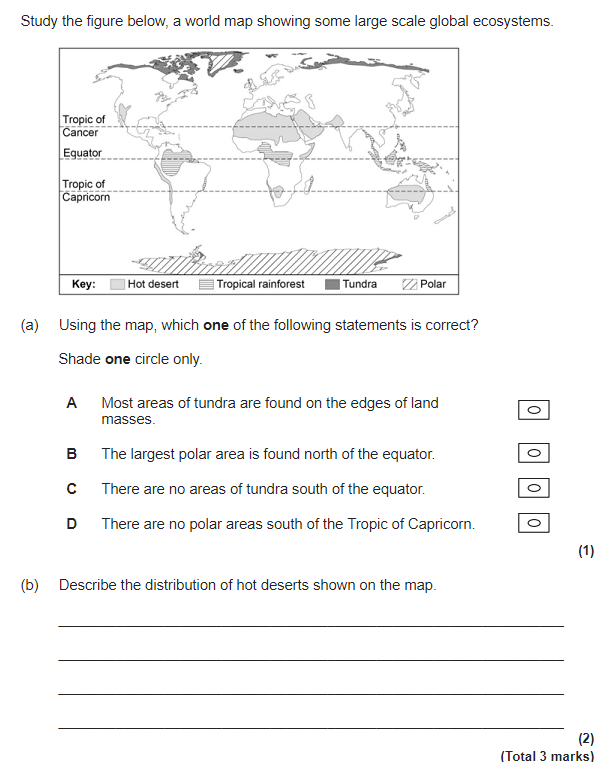 Study the figure below, a world map showing some large scale global ecosystems.
Tropic of
Cancer
Equator
Tropic of
Capricorn
Key: Hot desert Tropical rainforest Tundra Polar
(a) Using the map, which one of the following statements is correct?
Shade one circle only.
A Most areas of tundra are found on the edges of land
masses.
B The largest polar area is found north of the equator.
C There are no areas of tundra south of the equator.
D There are no polar areas south of the Tropic of Capricorn.
(1)
(b) Describe the distribution of hot deserts shown on the map.
(2)
(Total 3 marks)